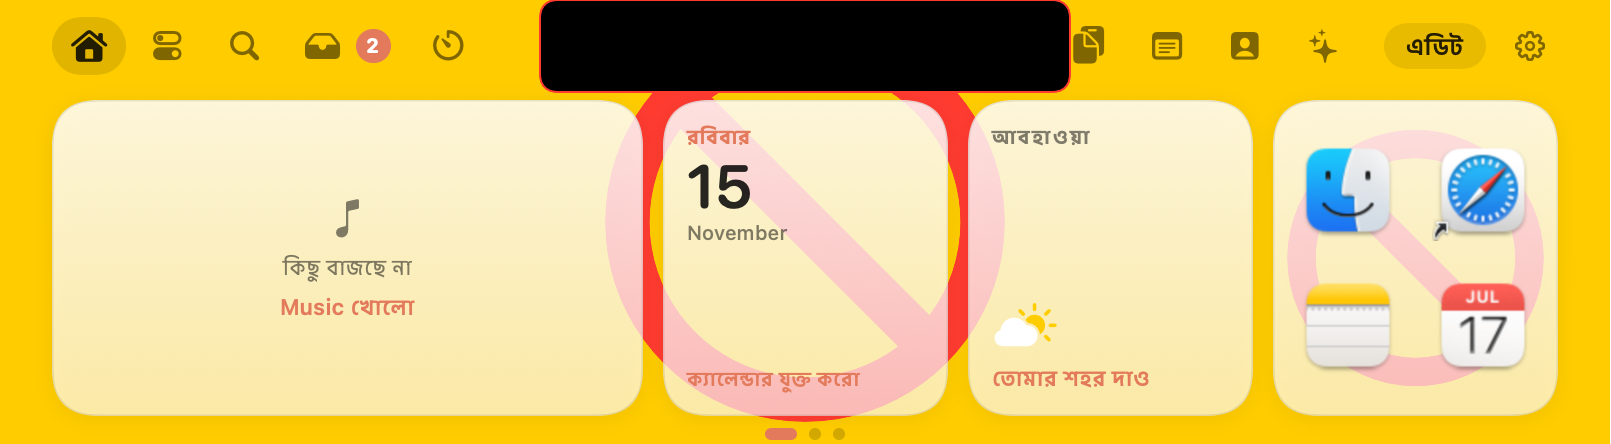 2
এডিট
কিছু বাজছে না
Music খোলো
রবিবার
15
November
ক্যালেন্ডার যুক্ত করো
আবহাওয়া
তোমার শহর দাও
JUL
17